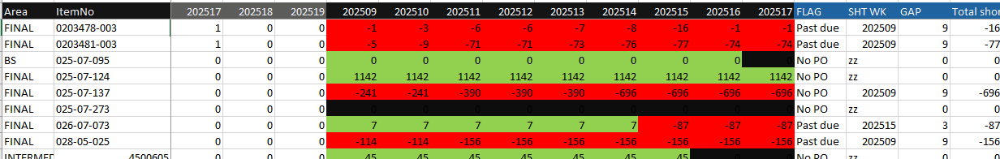 Area ItemNo 202517 202518 202519 202509 202510 202511 202512 202513 202514 202515 202516 202517 FLAG SHT WK GAP Total shor
FINAL 0203478-003 1 0 0 -1 -3 -6 -6 -7 -8 -16 -1 -1 Past due 202509 9 -16
FINAL 0203481-003 1 0 0 -5 -9 -71 -71 -73 -76 -77 -74 -74 Past due 202509 9 -77
BS 025-07-095 0 0 0 0 0 0 0 0 0 0 0 0 No PO zz 0 0
FINAL 025-07-124 0 0 0 1142 1142 1142 1142 1142 1142 1142 1142 1142 No PO zz 0 0
FINAL 025-07-137 0 0 0 -241 -241 -390 -390 -390 -696 -696 -696 -696 No PO 202509 9 -696
FINAL 025-07-273 0 0 0 0 0 0 0 0 0 0 0 0 No PO zz 0 0
FINAL 026-07-073 0 0 0 7 7 7 7 7 7 -87 -87 -87 Past due 202515 3 -87
FINAL 028-05-025 0 0 0 -114 -114 -156 -156 -156 -156 -156 -156 -156 Past due 202509 9 -156
INTERMED 4500605 0 0 0 45 45 45 45 45 45 45 0 0 No PO zz 0 0